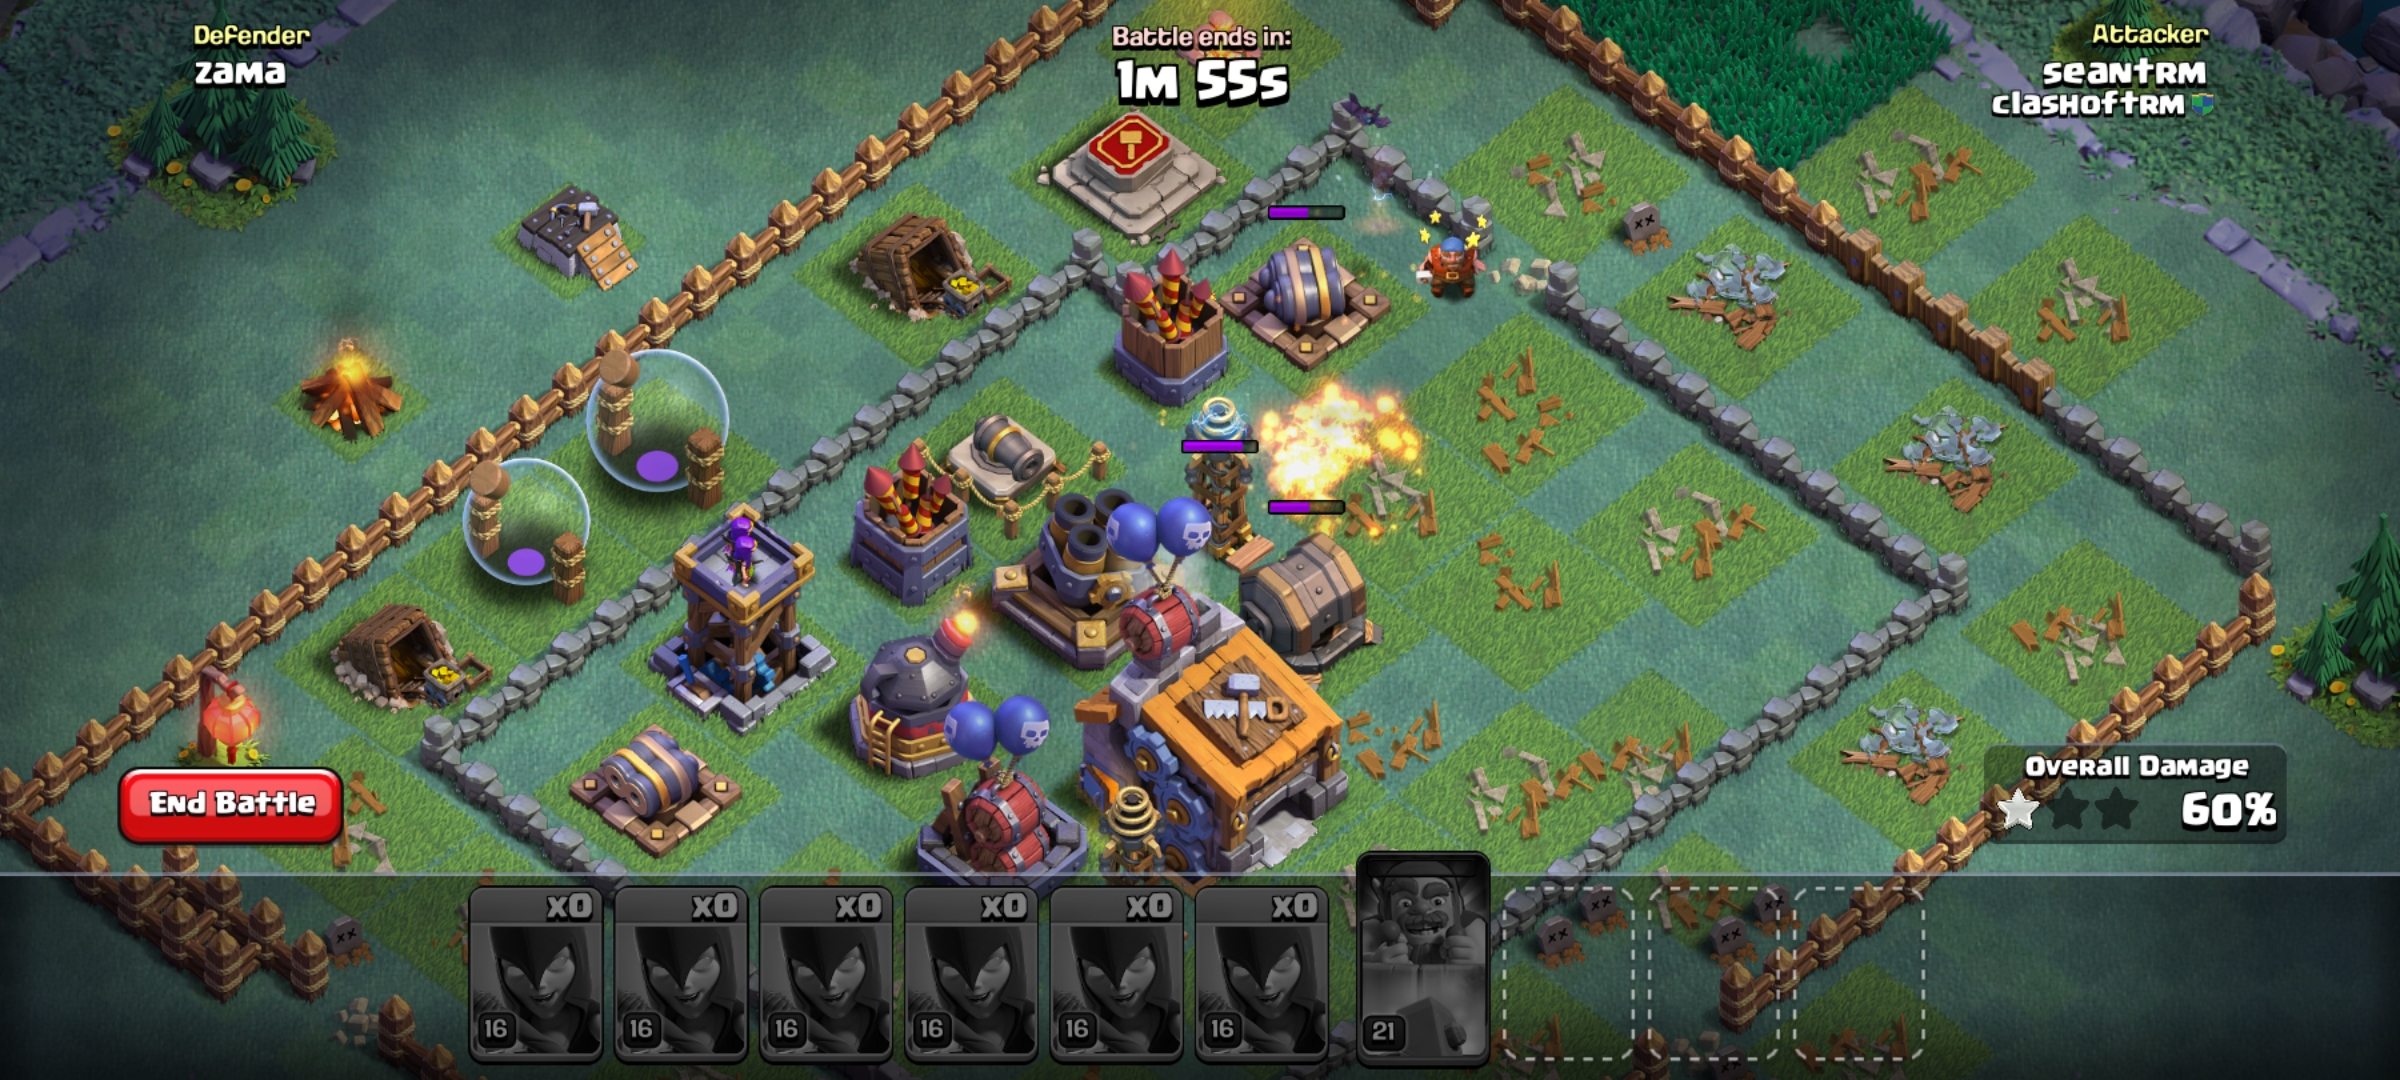 Defender
zama
Battle ends in:
1m 55s
Attacker
seantrm
clashoftrm
End Battle
Overall Damage
60%
x0
x0
x0
x0
x0
x0
16
16
16
16
16
16
21